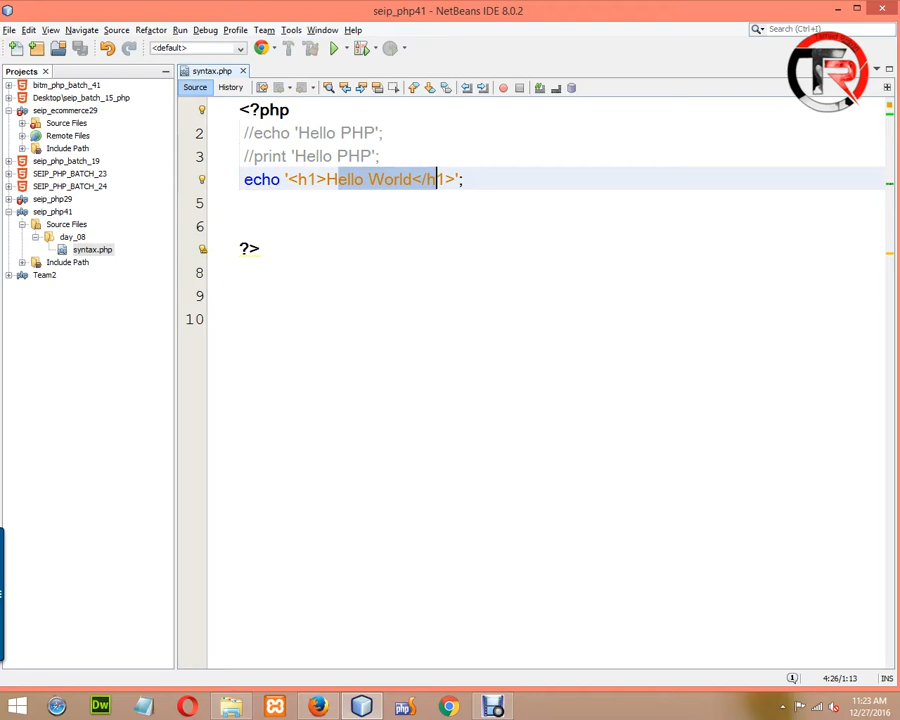 seip_php41 - NetBeans IDE 8.0.2
File Edit View Navigate Source Refactor Run Debug Profile Team Tools Window Help
Search (Ctrl+I)
<default>
Projects
syntax.php
Source History
bitm_php_batch_41
Desktop\seip_batch_15_php
seip_ecommerce29
Source Files
Remote Files
Include Path
seip_php_batch_19
SEIP_PHP_BATCH_23
SEIP_PHP_BATCH_24
seip_php29
seip_php41
Source Files
day_08
syntax.php
Include Path
Team2
<?php
2 //echo 'Hello PHP';
3 //print 'Hello PHP';
echo '<h1>Hello World</h1>';
5
6
?>
8
9
10
TR
4:26/1:13 INS
Dw
php
11:23 AM
12/27/2016